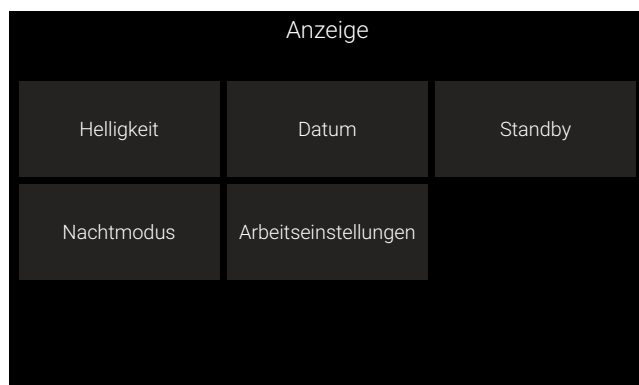 Anzeige
Helligkeit
Datum
Standby
Nachtmodus
Arbeitseinstellungen